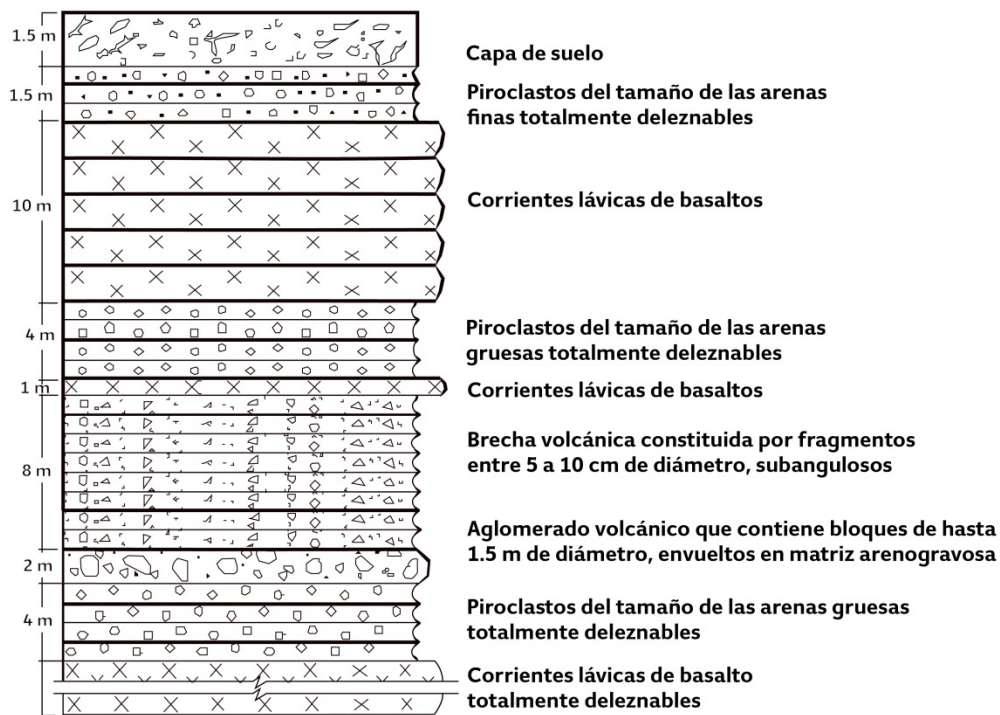 1.5 m
Capa de suelo
1.5 m
Piroclastos del tamaño de las arenas
finas totalmente deleznables
10 m
Corrientes lávicas de basaltos
4 m
Piroclastos del tamaño de las arenas
gruesas totalmente deleznables
1 m
Corrientes lávicas de basaltos
8 m
Brecha volcánica constituida por fragmentos
entre 5 a 10 cm de diámetro, subangulosos
Aglomerado volcánico que contiene bloques de hasta
1.5 m de diámetro, envueltos en matriz arenogravosa
2 m
4 m
Piroclastos del tamaño de las arenas gruesas
totalmente deleznables
Corrientes lávicas de basalto
totalmente deleznables